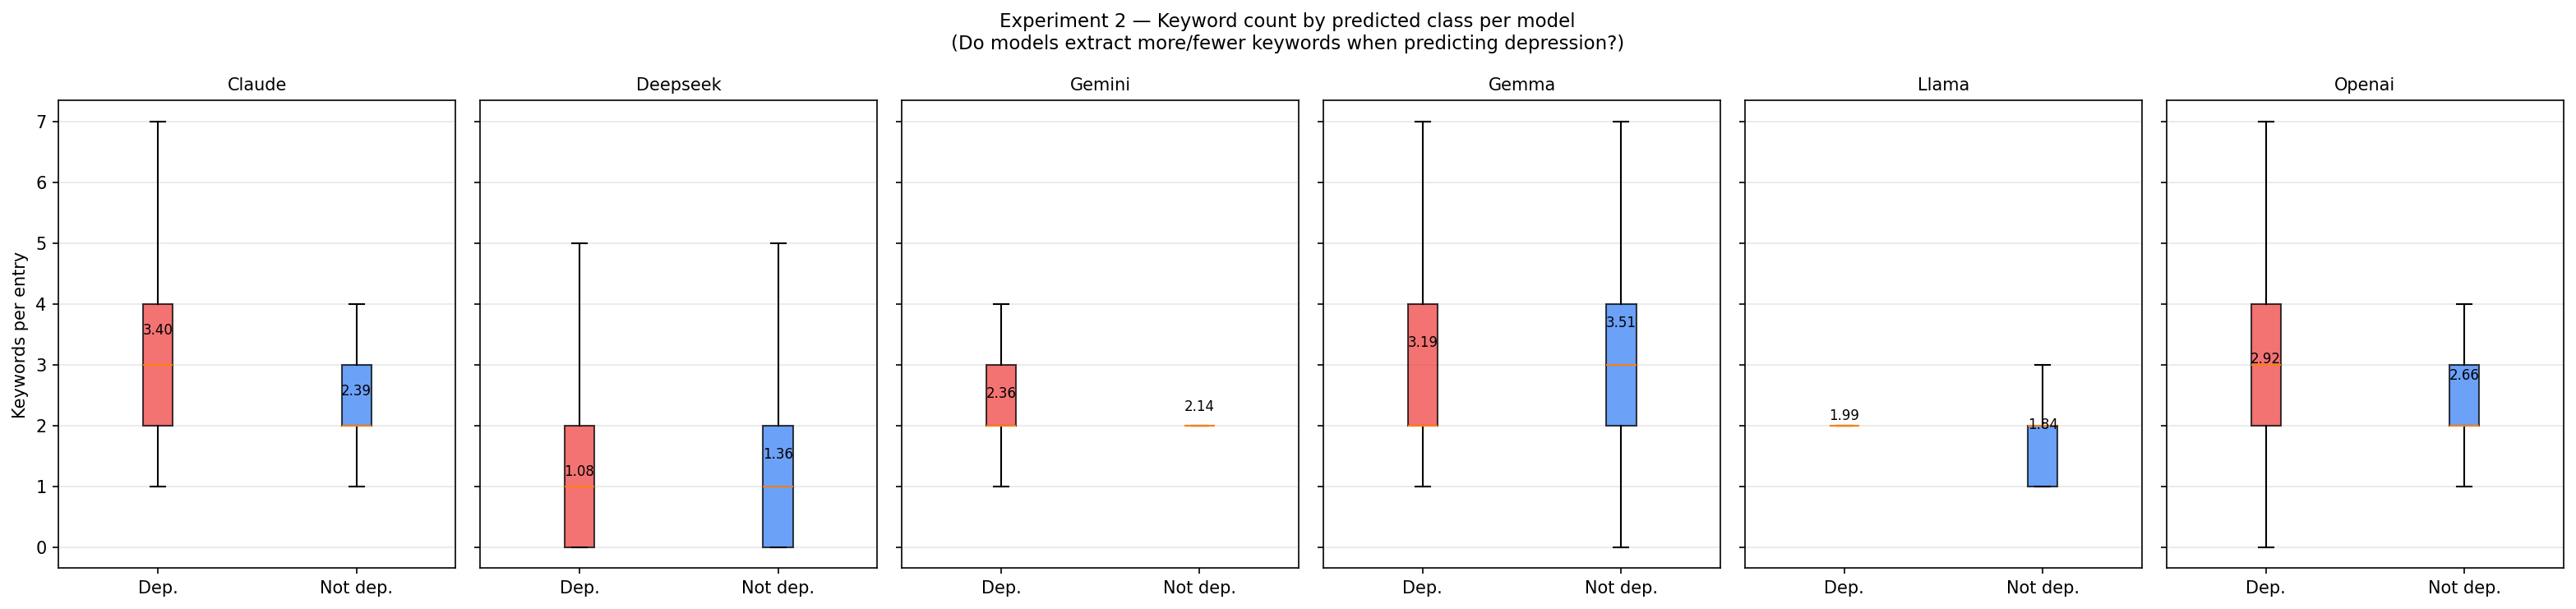 Experiment 2 — Keyword count by predicted class per model
(Do models extract more/fewer keywords when predicting depression?)
Claude
Deepseek
Gemini
Gemma
Llama
Openai
Keywords per entry
7
6
5
4
3
2
1
0
3.40
2.39
Dep.
Not dep.
1.08
1.36
Dep.
Not dep.
2.36
2.14
Dep.
Not dep.
3.19
3.51
Dep.
Not dep.
1.99
1.84
Dep.
Not dep.
2.92
2.66
Dep.
Not dep.